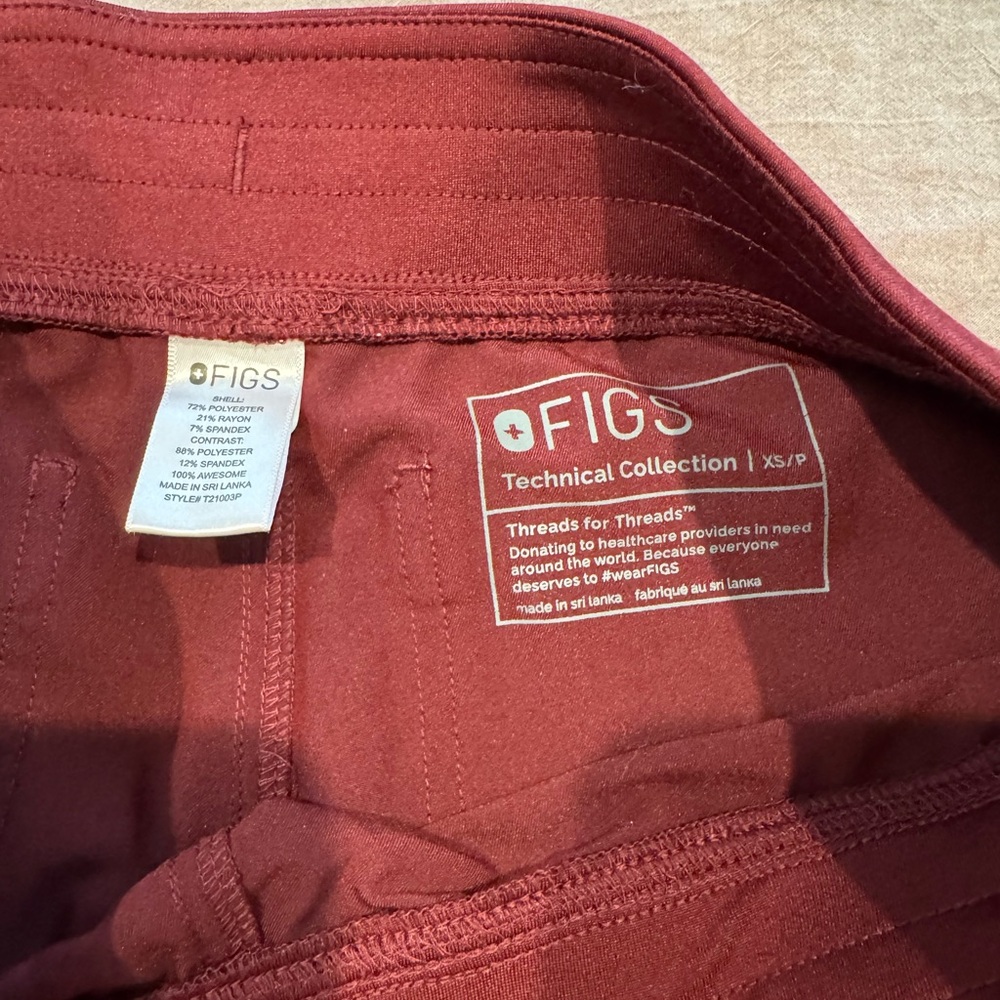 FIGS
SHELL:
72% POLYESTER
21% RAYON
7% SPANDEX
CONTRAST:
88% POLYESTER
12% SPANDEX
100% AWESOME
MADE IN SRI LANKA
STYLE# T21003P
FIGS
Technical Collection | XS/P
Threads for Threads™
Donating to healthcare providers in need
around the world. Because everyone
deserves to #wearFIGS
made in sri lanka fabriqué au sri lanka